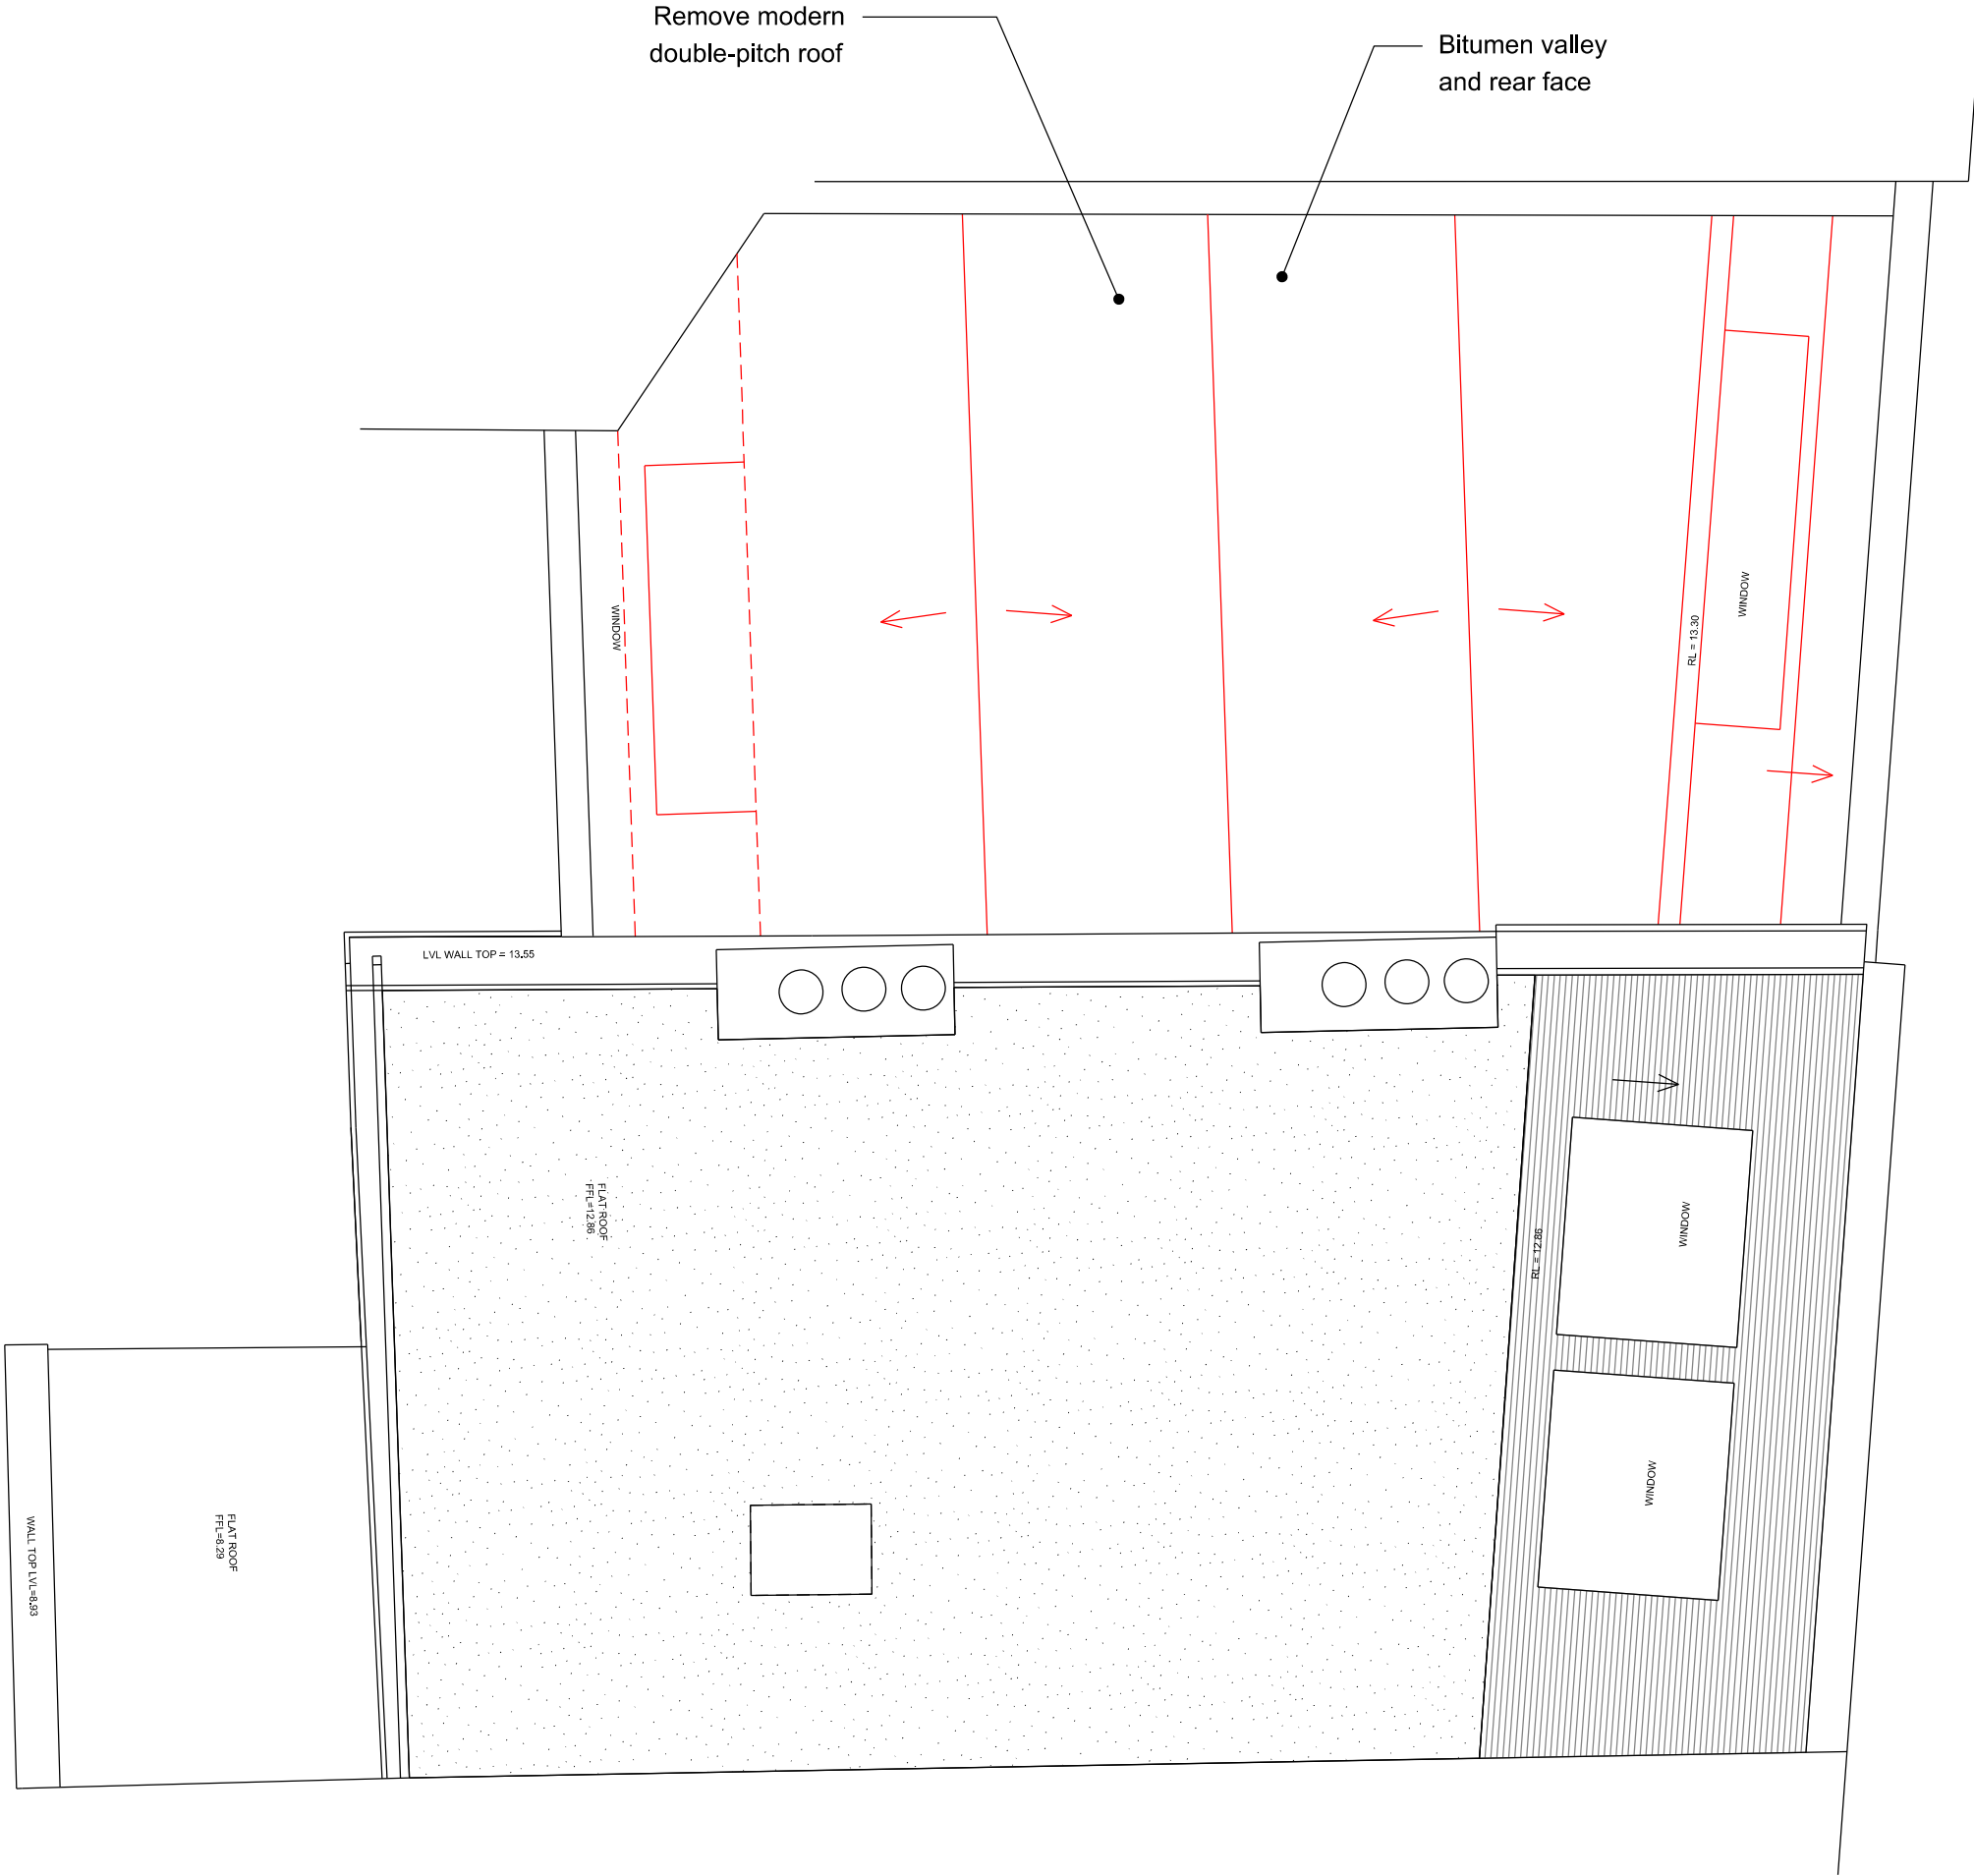 Remove modern
double-pitch roof
Bitumen valley
and rear face
WINDOW
WINDOW
RL = 13.30
LVL WALL TOP = 13.55
FLAT ROOF
FFL=12.86
RL = 12.86
WINDOW
WINDOW
FLAT ROOF
FFL=8.29
WALL TOP LVL=8.93